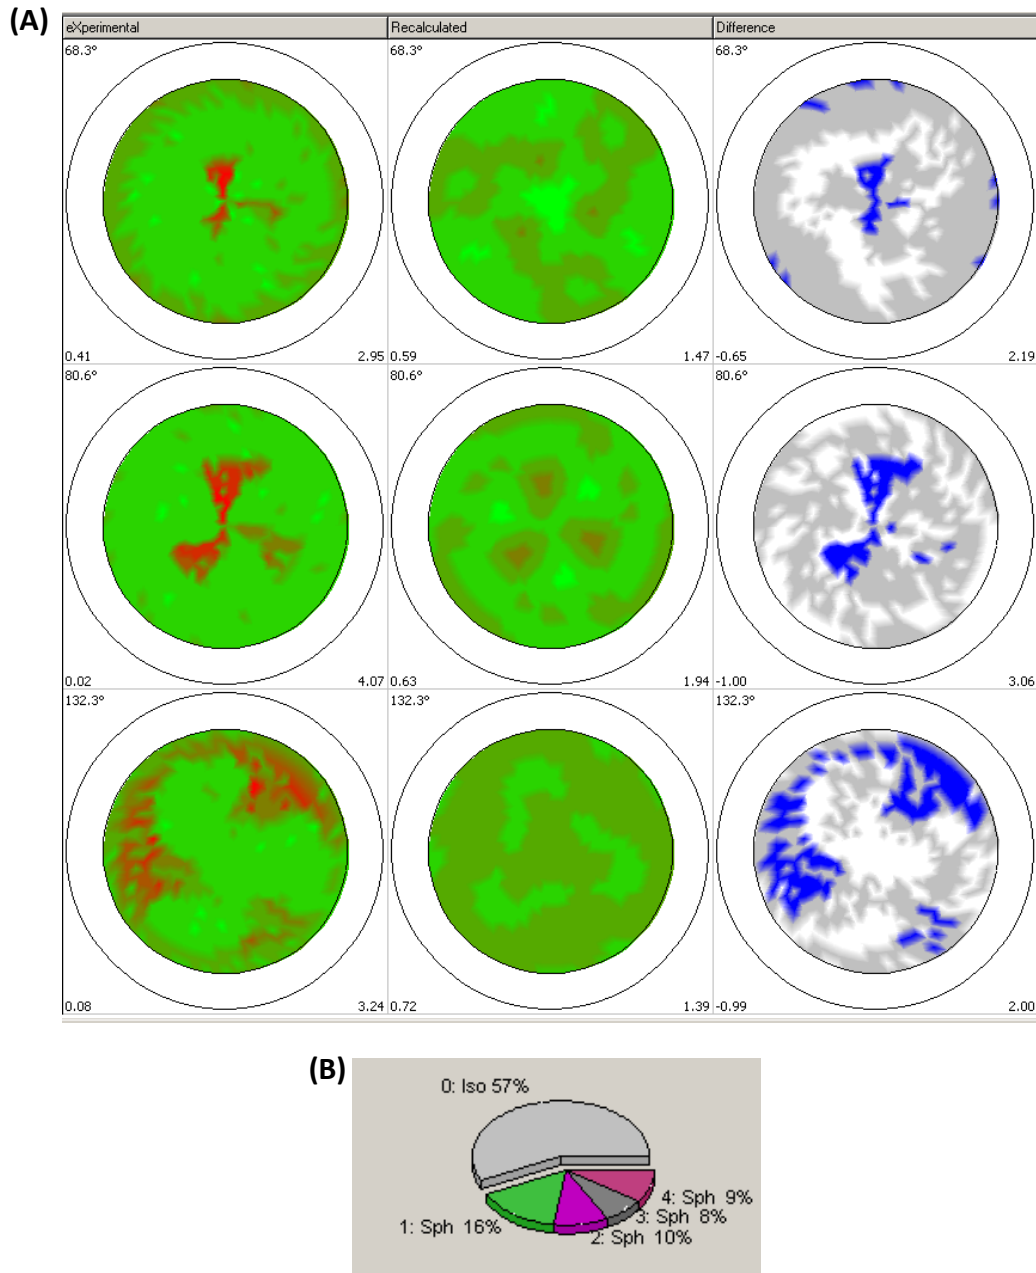 (A)
eXperimental Recalculated Difference
68.3° 68.3° 68.3°
0.41 2.95 0.59 1.47 -0.65 2.19
80.6° 80.6° 80.6°
0.02 4.07 0.63 1.94 -1.00 3.06
132.3° 132.3° 132.3°
0.08 3.24 0.72 1.39 -0.99 2.00
(B)
0: Iso 57%
4: Sph 9%
3: Sph 8%
1: Sph 16%
2: Sph 10%